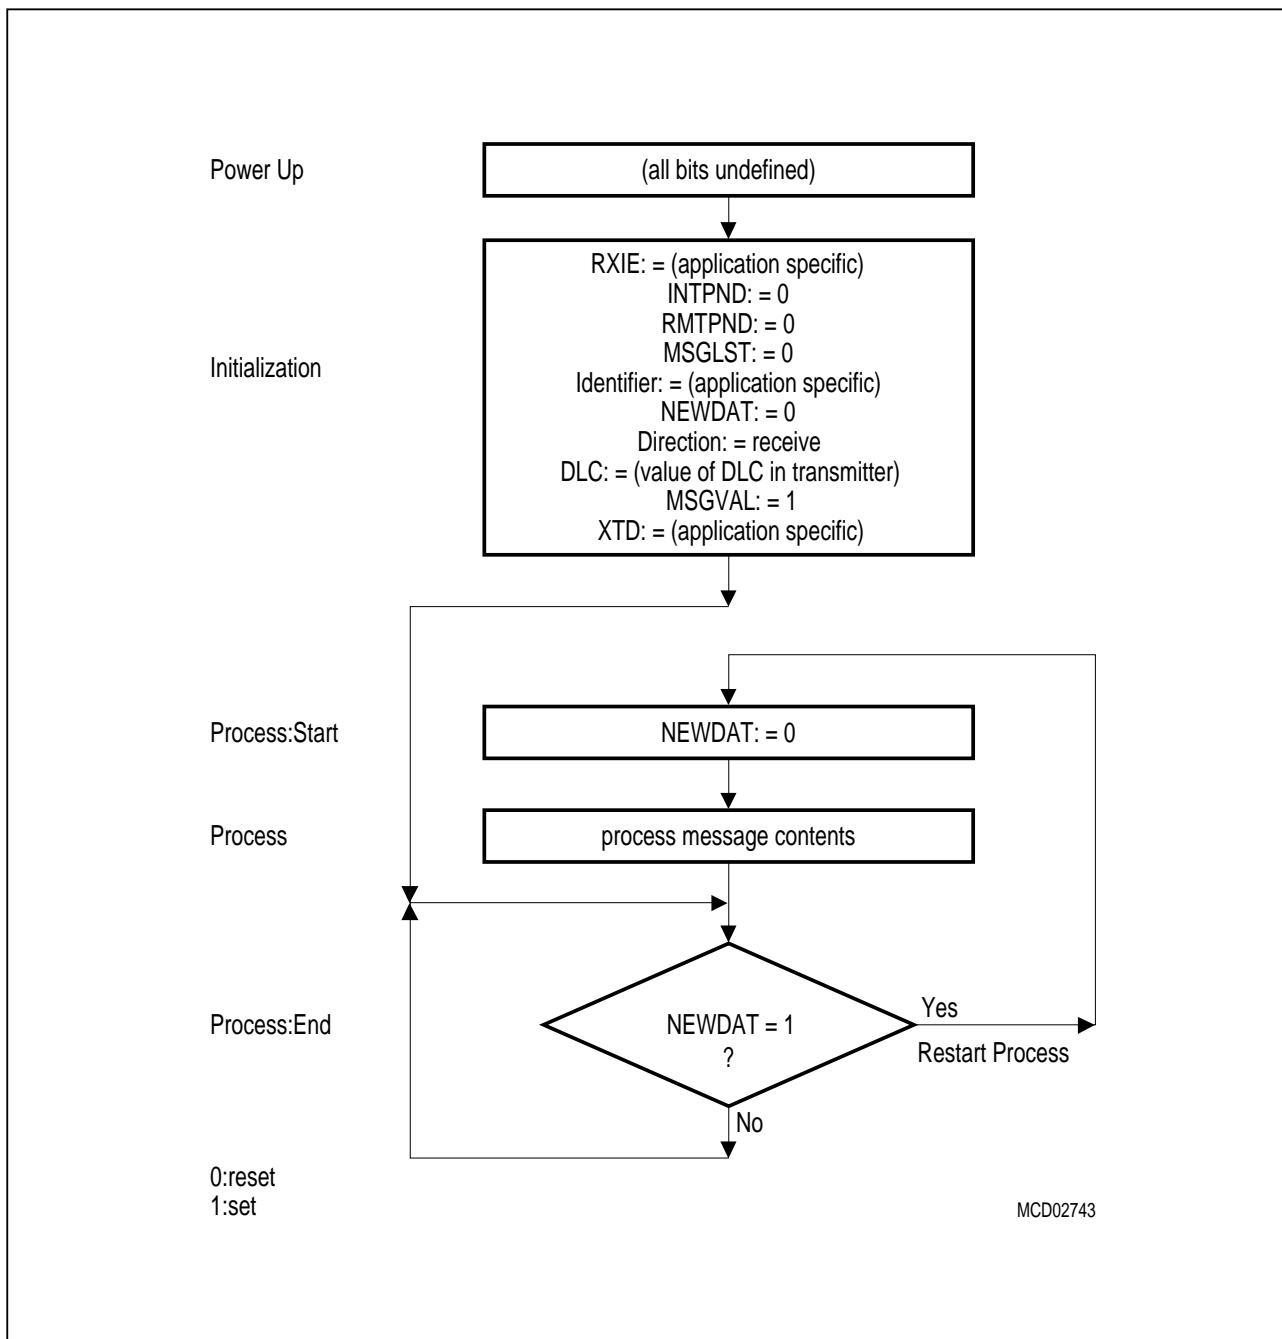 Power Up
(all bits undefined)
Initialization
RXIE: = (application specific)
INTPND: = 0
RMTPND: = 0
MSGLST: = 0
Identifier: = (application specific)
NEWDAT: = 0
Direction: = receive
DLC: = (value of DLC in transmitter)
MSGVAL: = 1
XTD: = (application specific)
Process:Start
NEWDAT: = 0
Process
process message contents
Process:End
NEWDAT = 1
?
Yes
Restart Process
No
0:reset
1:set
MCD02743